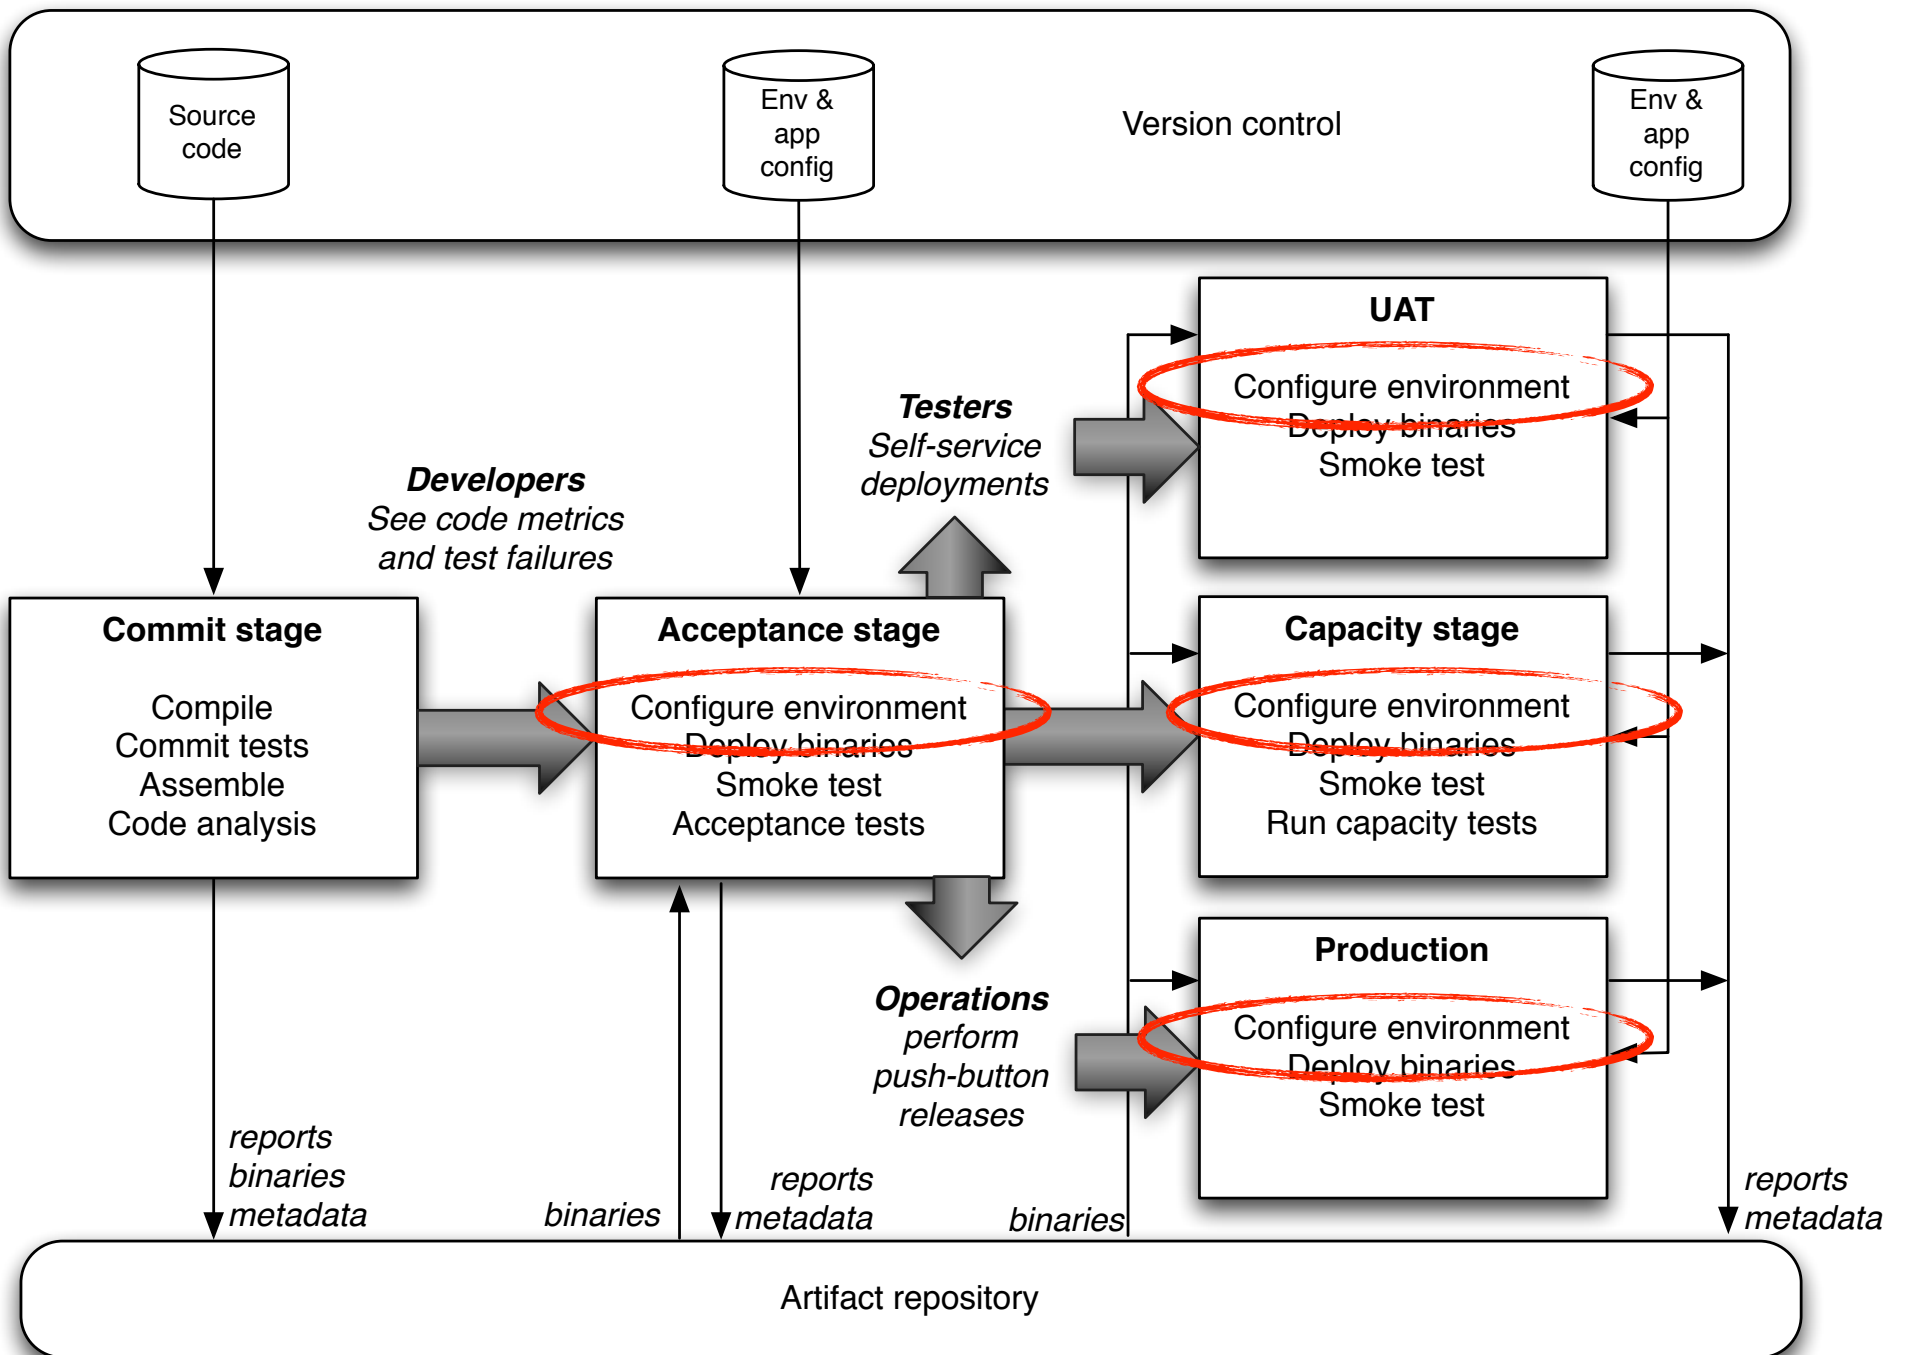 Source
code
Env &
app
config
Version control
Env &
app
config
UAT
Configure environment
Deploy binaries
Smoke test
Testers
Self-service
deployments
Developers
See code metrics
and test failures
Commit stage
Compile
Commit tests
Assemble
Code analysis
Acceptance stage
Configure environment
Deploy binaries
Smoke test
Acceptance tests
Capacity stage
Configure environment
Deploy binaries
Smoke test
Run capacity tests
Operations
perform
push-button
releases
Production
Configure environment
Deploy binaries
Smoke test
reports
binaries
metadata
binaries
reports
metadata
binaries
reports
metadata
Artifact repository